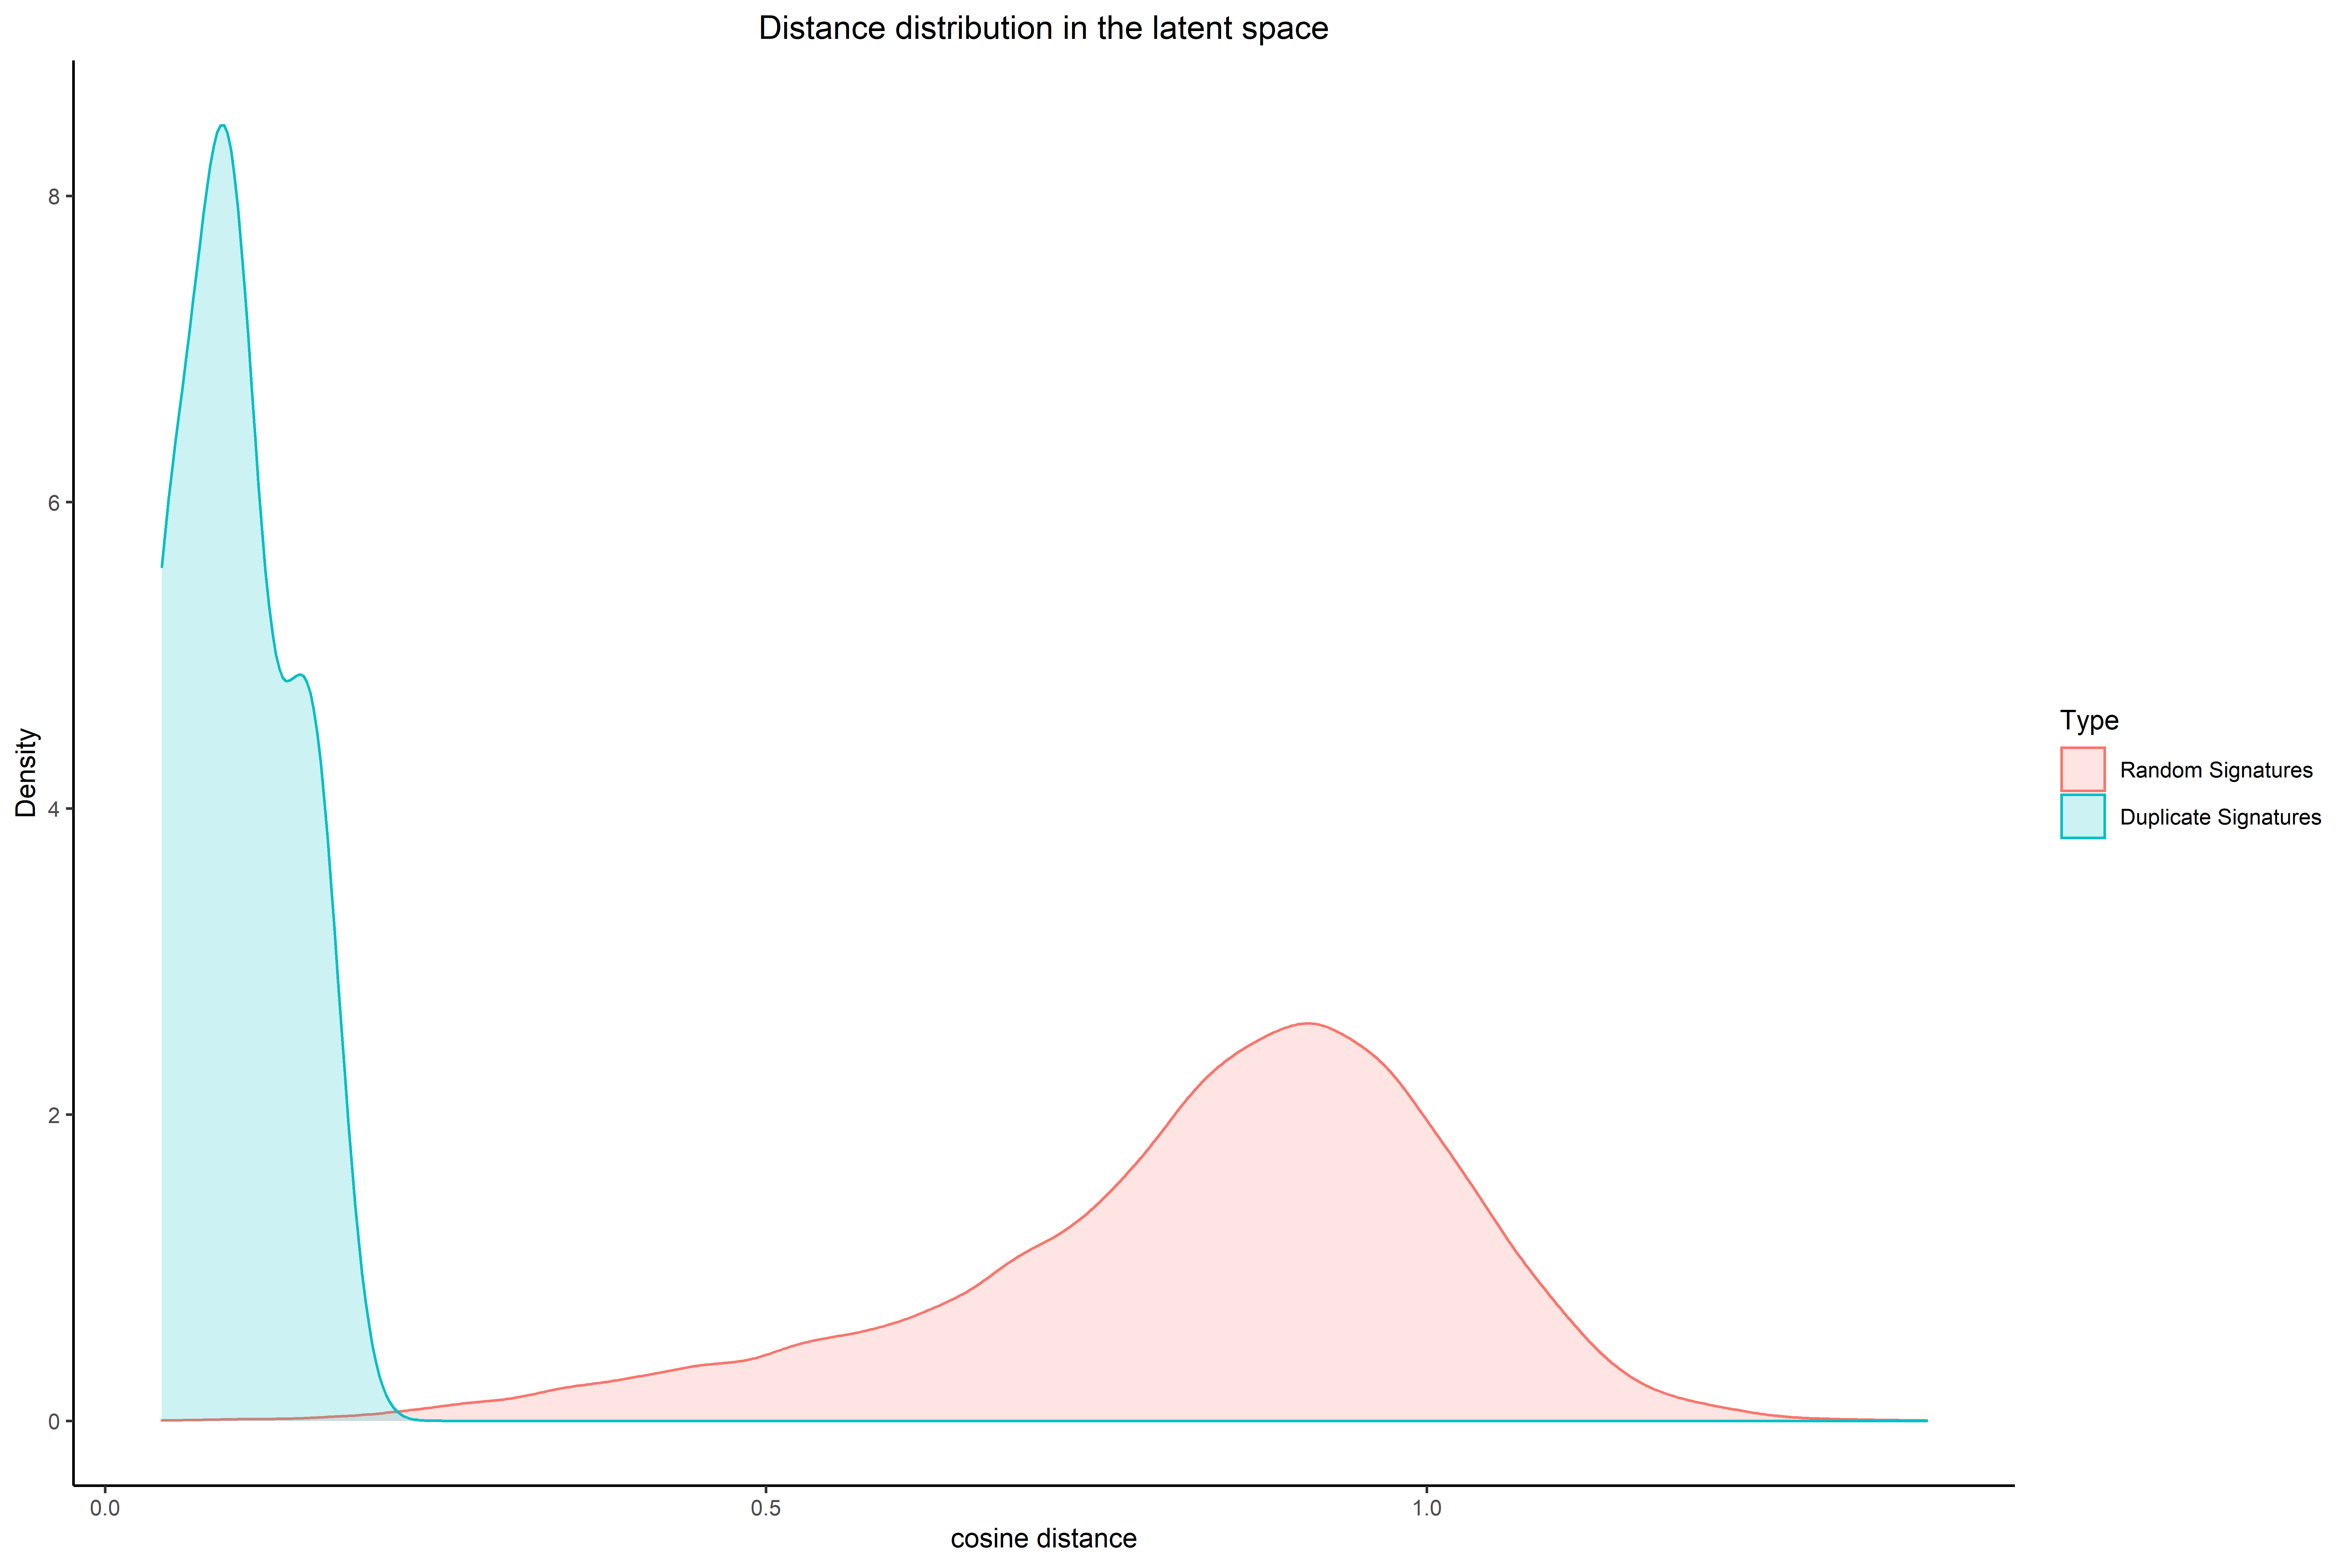 Distance distribution in the latent space
8
6
4
2
0
Density
0.0
0.5
1.0
cosine distance
Type
Random Signatures
Duplicate Signatures